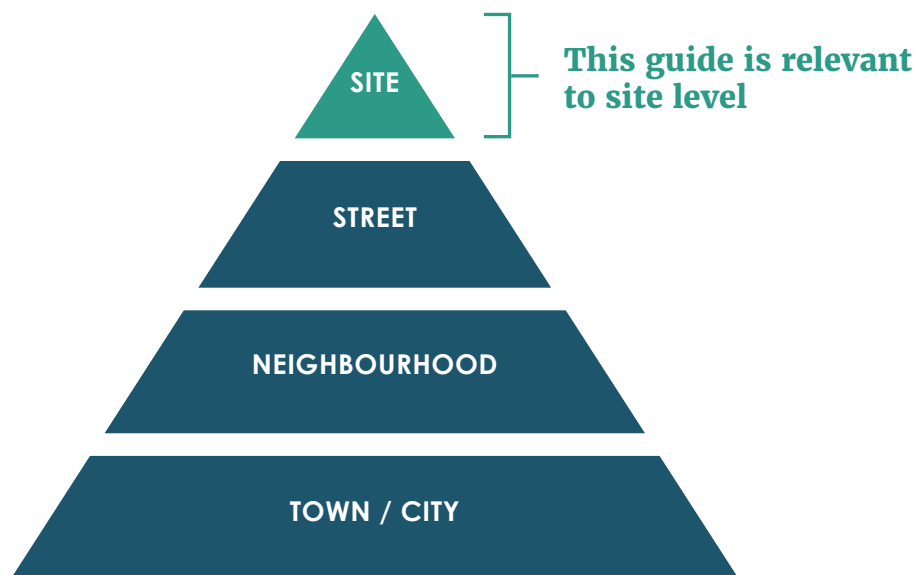 SITE
This guide is relevant
to site level
STREET
NEIGHBOURHOOD
TOWN / CITY